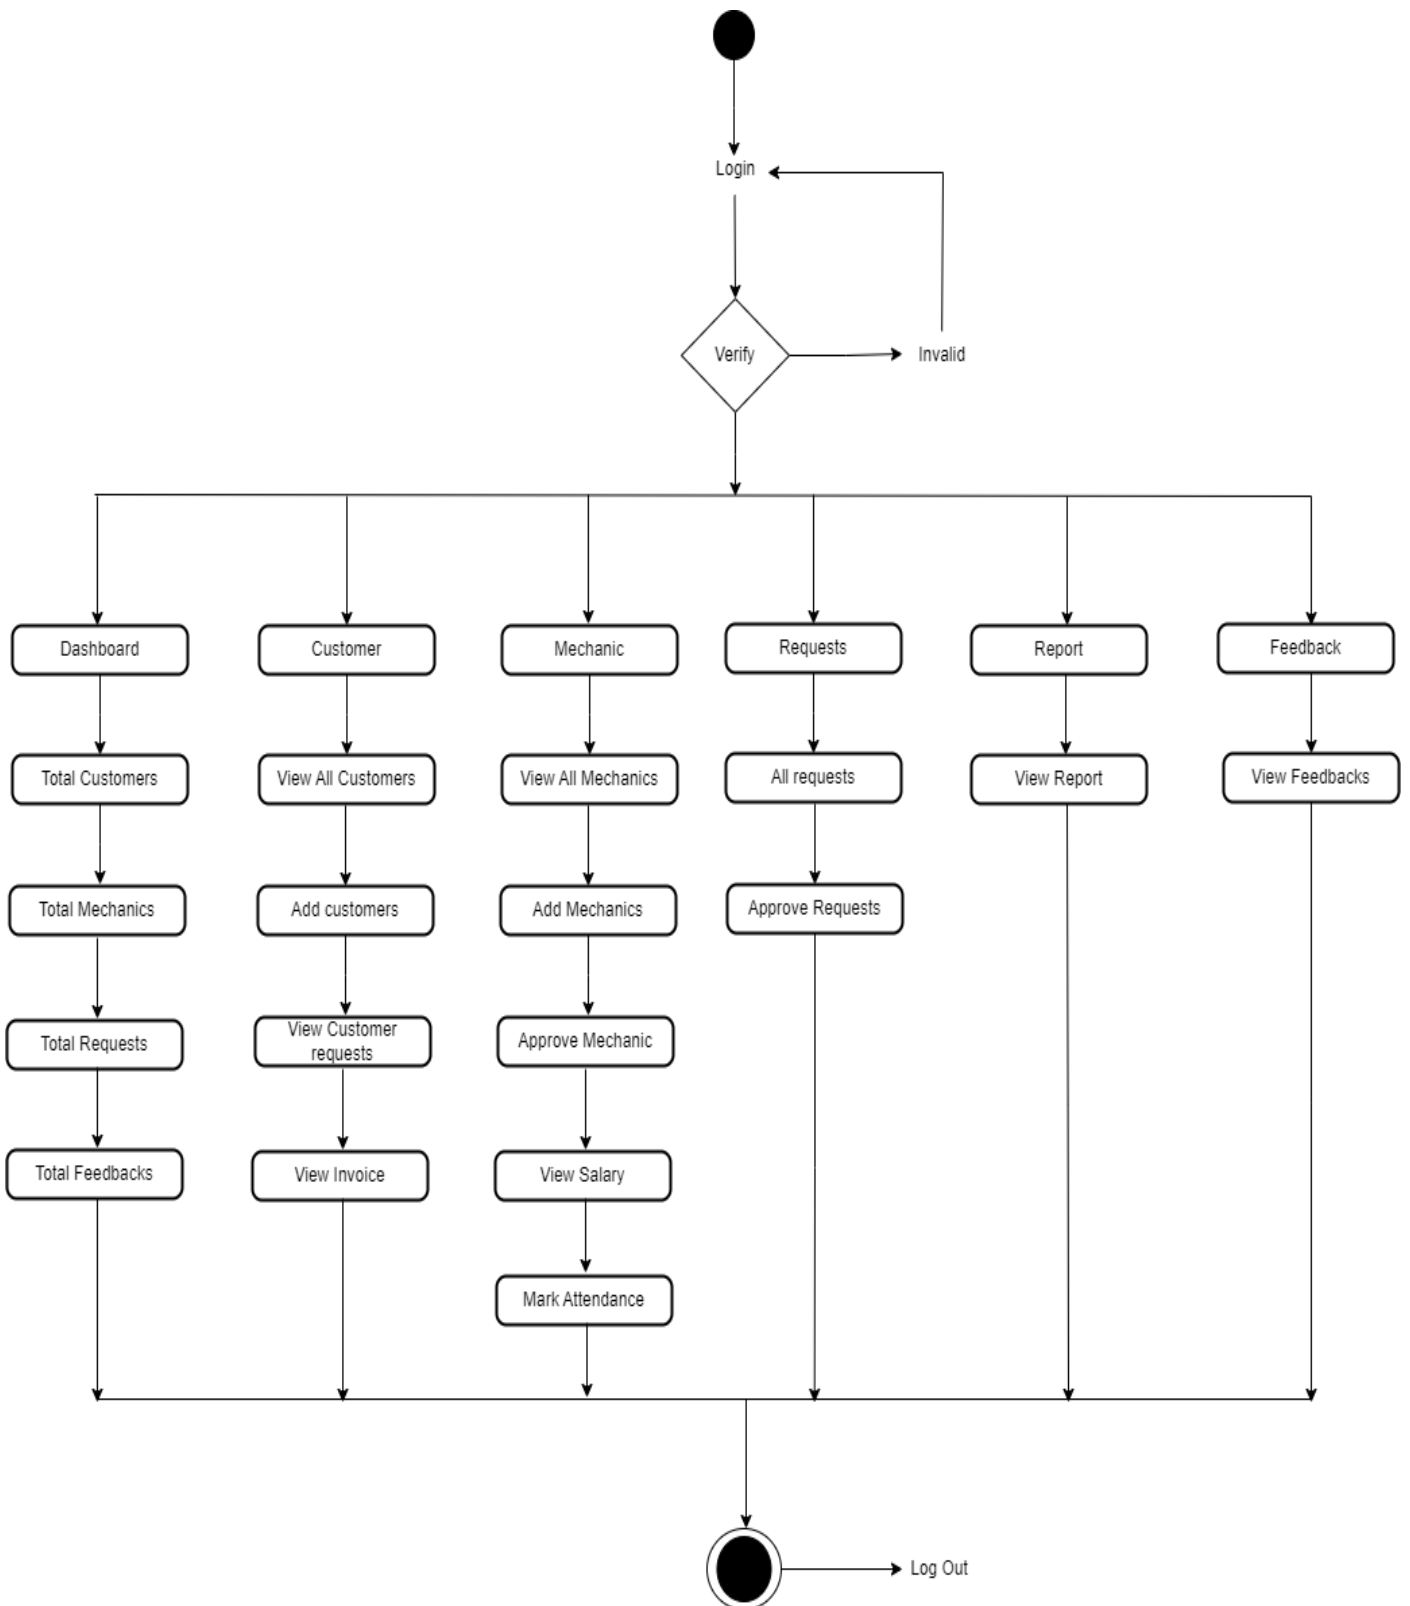 Login
Verify
Invalid
Dashboard
Customer
Mechanic
Requests
Report
Feedback
Total Customers
View All Customers
View All Mechanics
All requests
View Report
View Feedbacks
Total Mechanics
Add customers
Add Mechanics
Approve Requests
Total Requests
View Customer
requests
Approve Mechanic
Total Feedbacks
View Invoice
View Salary
Mark Attendance
Log Out